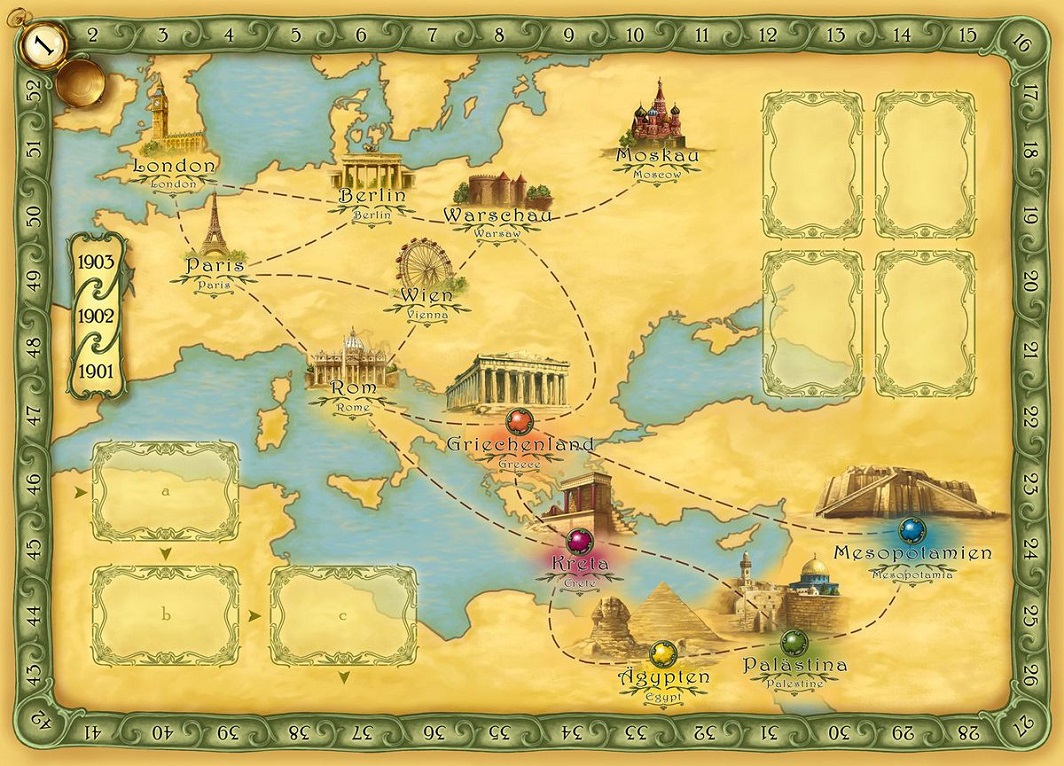 1
2
3
4
5
6
7
8
9
10
11
12
13
14
15
16
17
18
19
20
21
22
23
24
25
26
27
28
29
30
31
32
33
34
35
36
37
38
39
40
41
42
43
44
45
46
47
48
49
50
51
52
London
London
Berlin
Berlin
Warschau
Warsaw
Moskau
Moscow
Paris
Paris
Wien
Vienna
1903
1902
1901
Rom
Rome
Griechenland
Greece
Kreta
Crete
Mesopotamien
Mesopotamia
Ägypten
Egypt
Palästina
Palestine
a
b
c